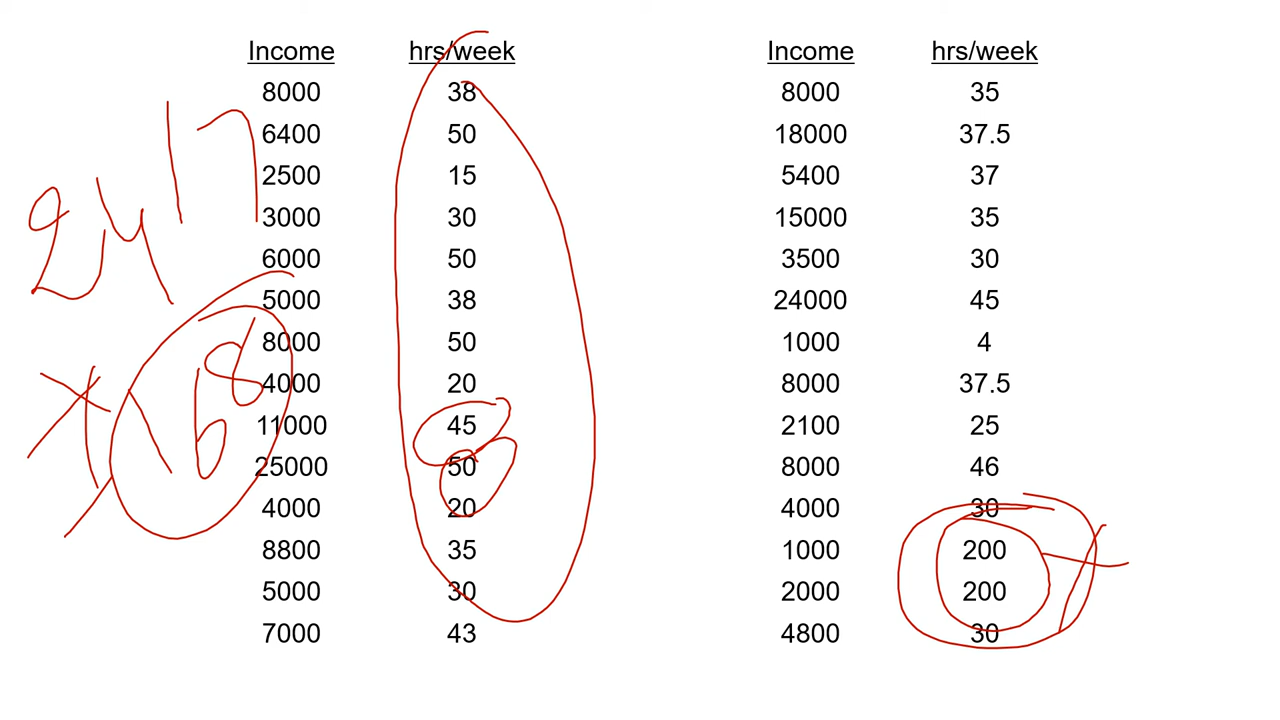 Income hrs/week Income hrs/week
8000 38 8000 35
6400 50 18000 37.5
2500 15 5400 37
3000 30 15000 35
6000 50 3500 30
5000 38 24000 45
8000 50 1000 4
4000 20 8000 37.5
11000 45 2100 25
25000 50 8000 46
4000 20 4000 30
8800 35 1000 200
5000 30 2000 200
7000 43 4800 30
24 17
168